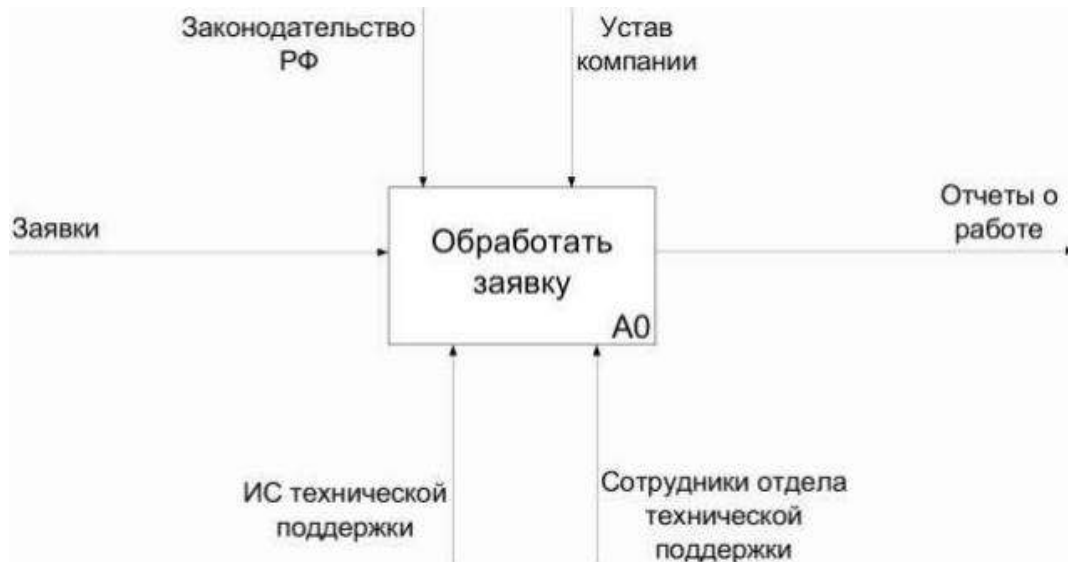 Законодательство
РФ
Устав
компании
Заявки
Отчеты о
работе
Обработать
заявку
A0
ИС технической
поддержки
Сотрудники отдела
технической
поддержки